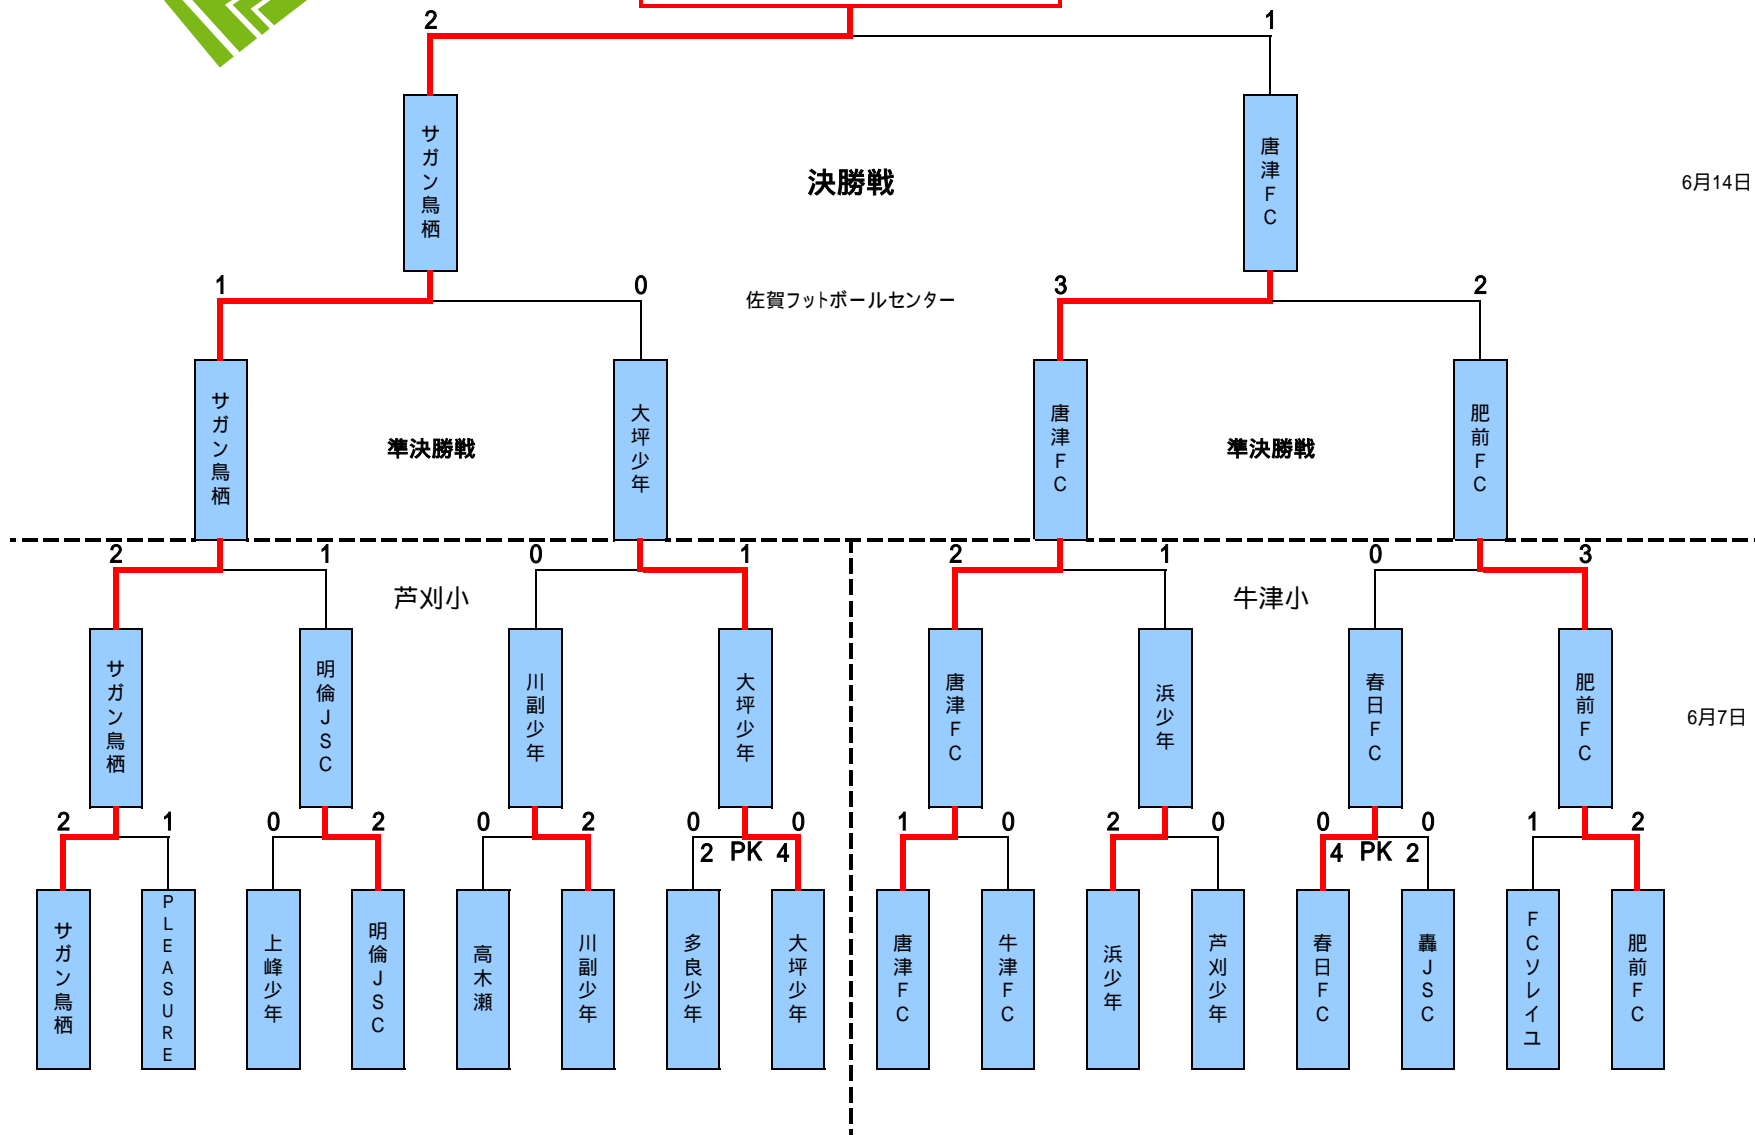 2 1
サガン鳥栖
唐津FC
決勝戦
6月14日
1 0
佐賀フットボールセンター
3 2
サガン鳥栖
大坪少年
唐津FC
肥前FC
準決勝戦
準決勝戦
2 1 0 1 2 1 0 3
芦刈小
牛津小
サガン鳥栖
明倫JSC
川副少年
大坪少年
唐津FC
浜少年
春日FC
肥前FC
6月7日
2 1 0 2 0 2 0 0 1 0 2 0 0 0 1 2
2 PK 4
4 PK 2
サガン鳥栖
PLEASURE
上峰少年
明倫JSC
高木瀬
川副少年
多良少年
大坪少年
唐津FC
牛津FC
浜少年
芦刈少年
春日FC
轟JSC
FCソレイユ
肥前FC